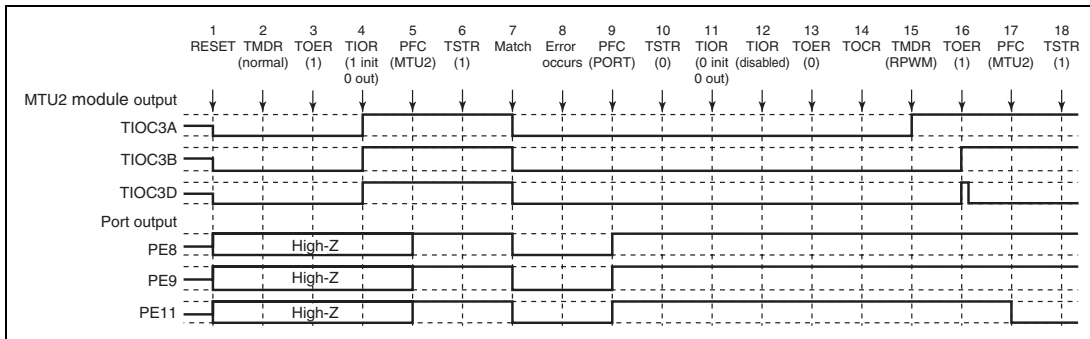 1 2 3 4 5 6 7 8 9 10 11 12 13 14 15 16 17 18
RESET TMDR TOER TIOR PFC TSTR Match Error PFC TSTR TIOR TIOR TOER TOCR TMDR TOER PFC TSTR
(normal) (1) (1 init (MTU2) (1) occurs (PORT) (0) (0 init (disabled) (0) (RPWM) (1) (MTU2) (1)
0 out) 0 out)
MTU2 module output
TIOC3A
TIOC3B
TIOC3D
Port output
PE8 High-Z
PE9 High-Z
PE11 High-Z